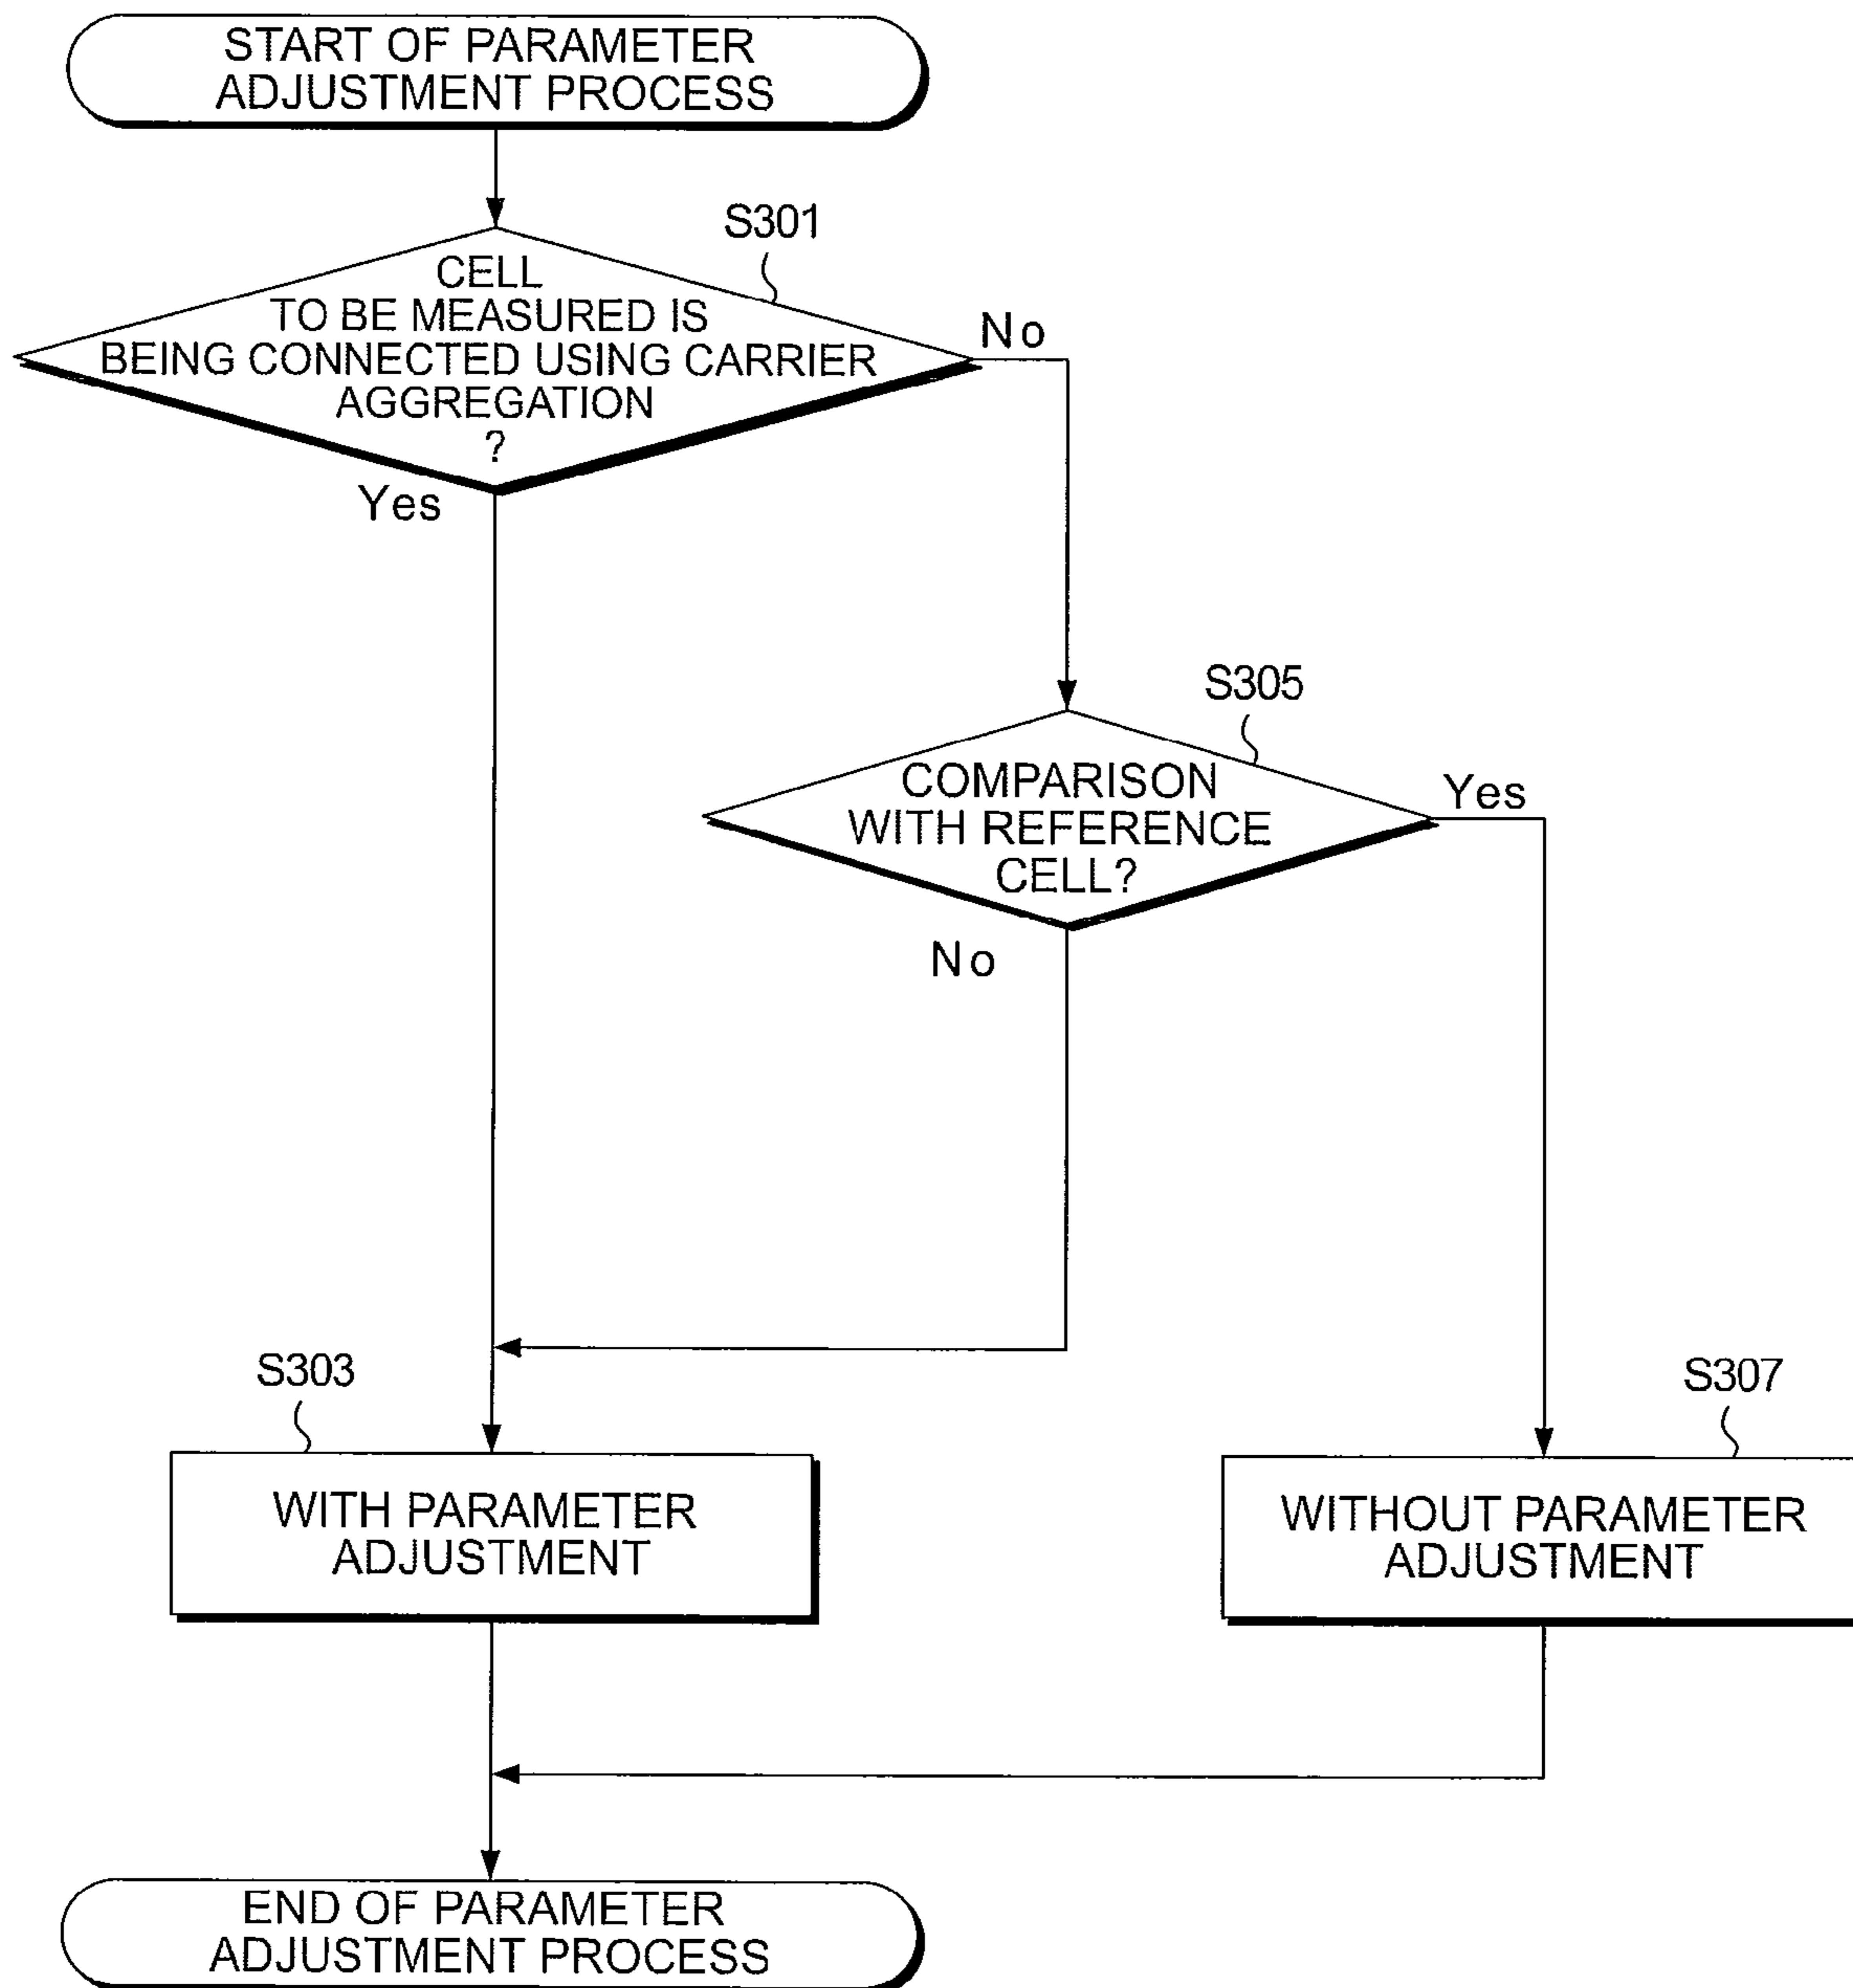 START OF PARAMETER
ADJUSTMENT PROCESS
S301
CELL
TO BE MEASURED IS
BEING CONNECTED USING CARRIER
AGGREGATION
?
No
Yes
S305
COMPARISON
WITH REFERENCE
CELL?
Yes
No
S303
WITH PARAMETER
ADJUSTMENT
S307
WITHOUT PARAMETER
ADJUSTMENT
END OF PARAMETER
ADJUSTMENT PROCESS